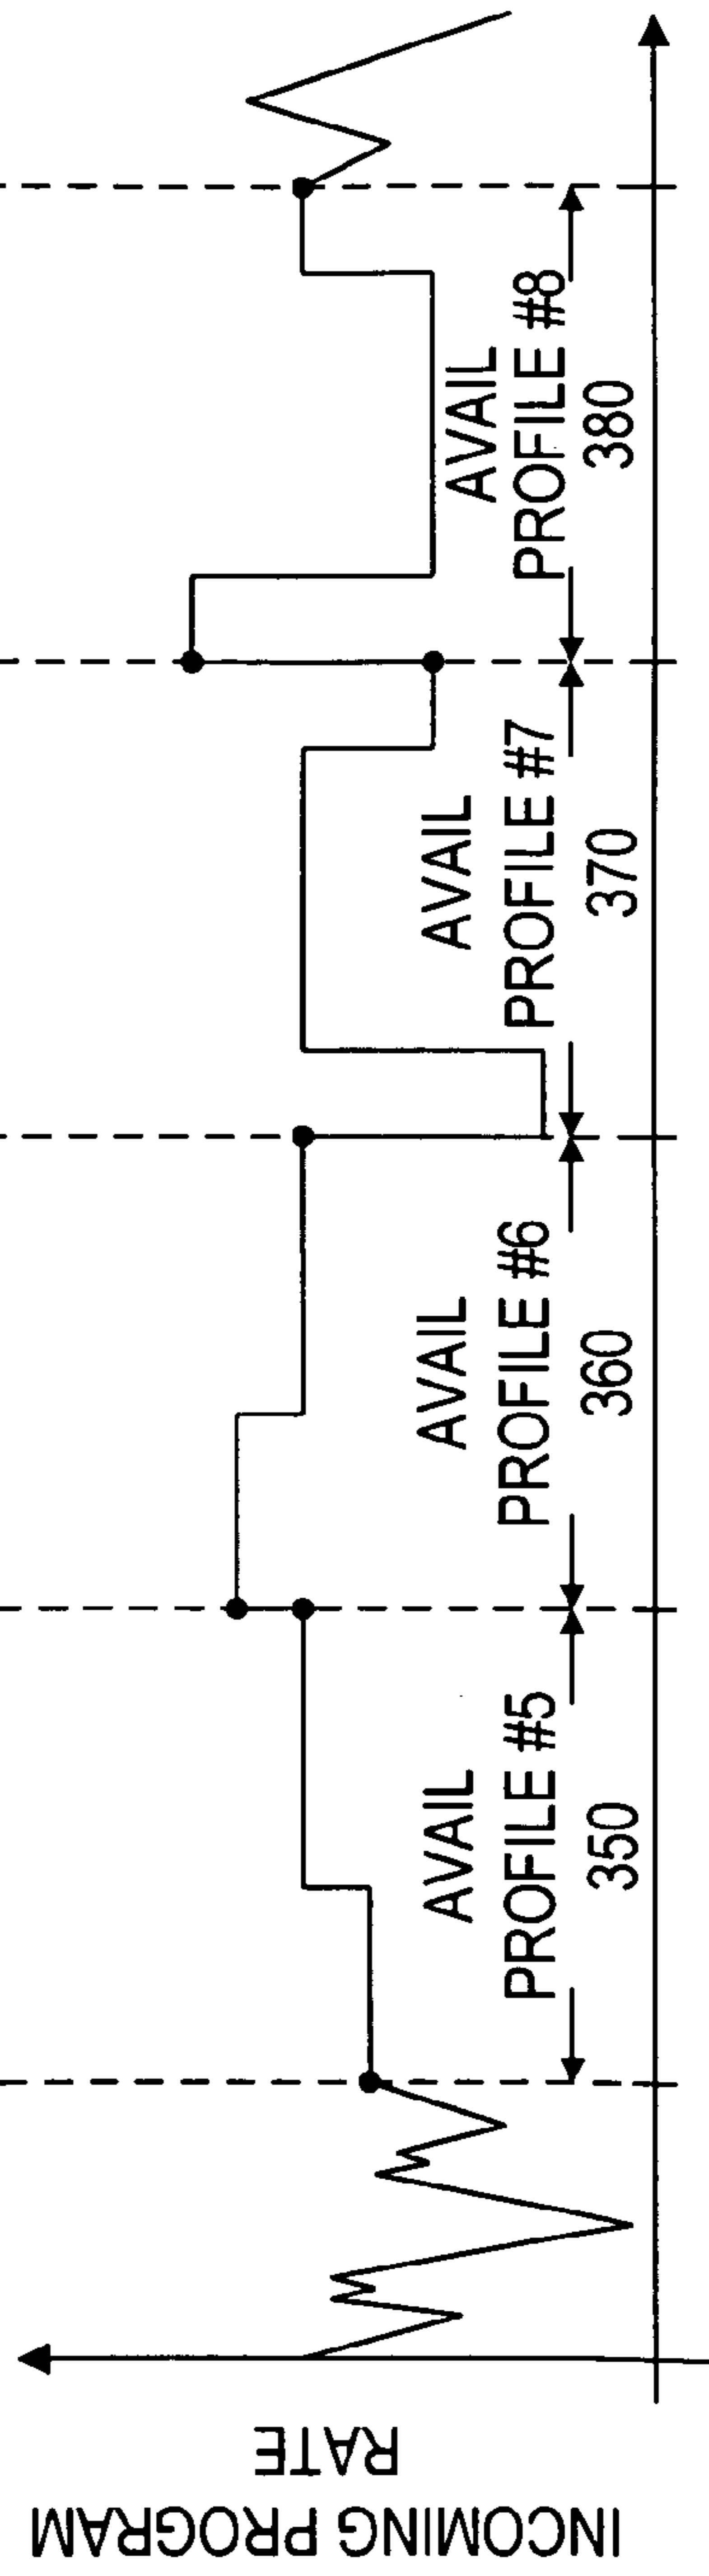 INCOMING PROGRAM
RATE
AVAIL
PROFILE #5
350
AVAIL
PROFILE #6
360
AVAIL
PROFILE #7
370
AVAIL
PROFILE #8
380